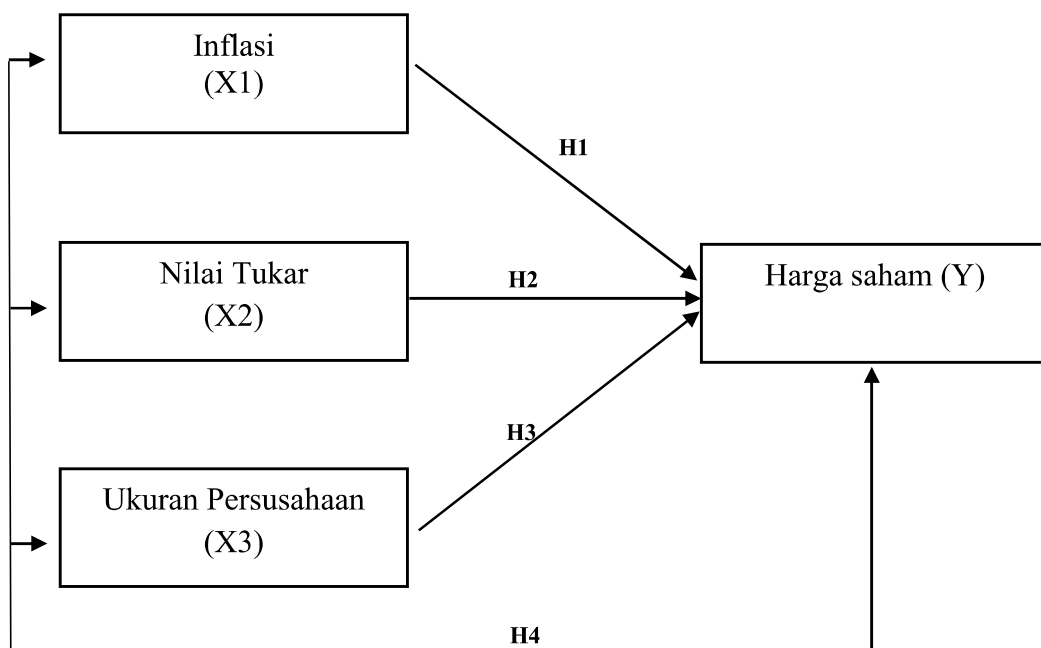 Inflasi
(X1)
H1
Nilai Tukar
(X2)
H2
Harga saham (Y)
H3
Ukuran Persusahaan
(X3)
H4